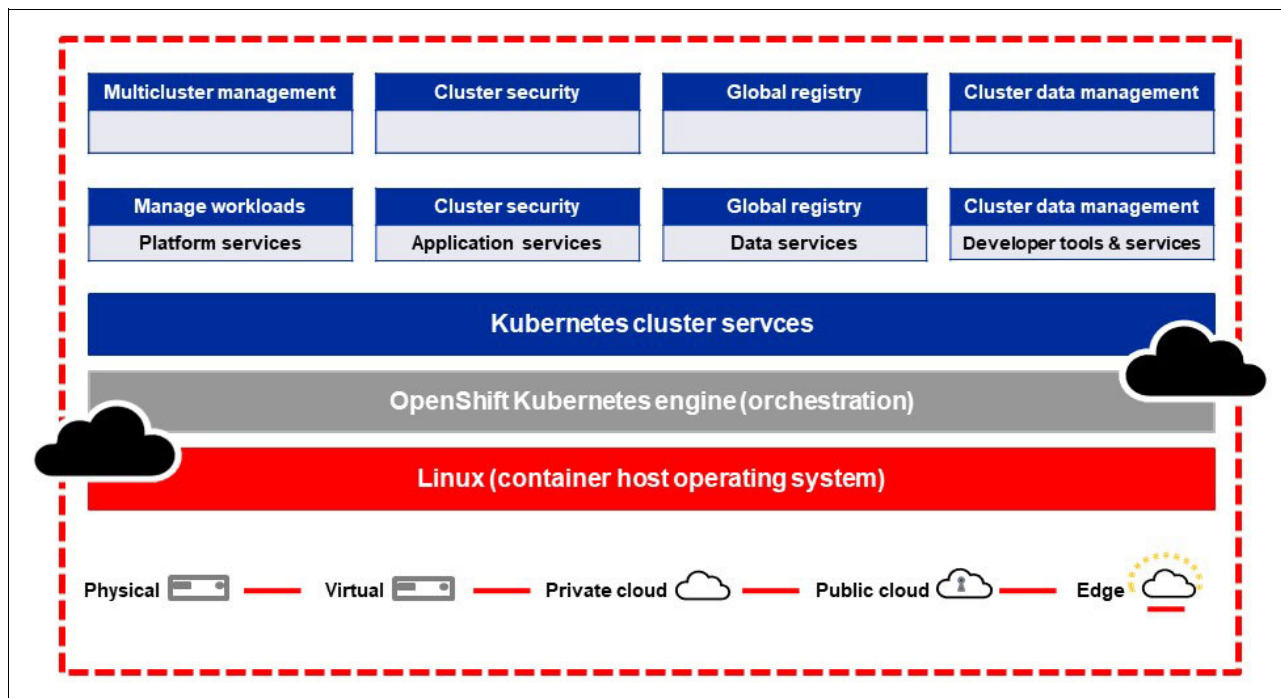 Multicluster management
Cluster security
Global registry
Cluster data management
Manage workloads
Cluster security
Global registry
Cluster data management
Platform services
Application services
Data services
Developer tools & services
Kubernetes cluster servces
OpenShift Kubernetes engine (orchestration)
Linux (container host operating system)
Physical
Virtual
Private cloud
Public cloud
Edge